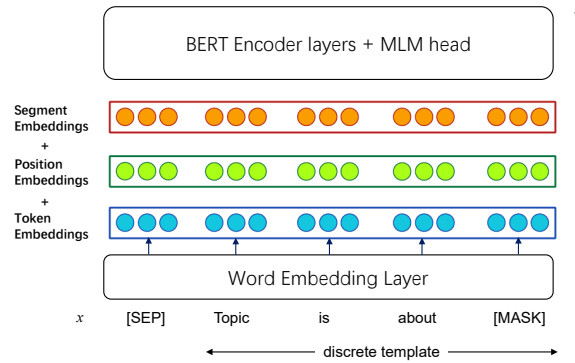 BERT Encoder layers + MLM head
Segment
Embeddings
+
Position
Embeddings
+
Token
Embeddings
Word Embedding Layer
x [SEP] Topic is about [MASK]
discrete template